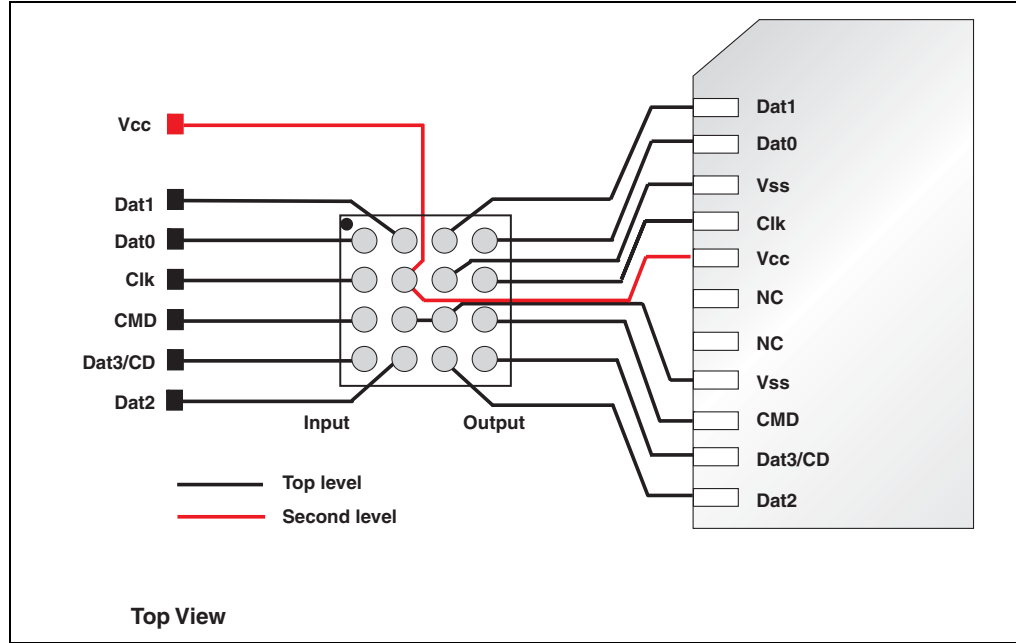 Vcc
Dat1
Dat0
Clk
CMD
Dat3/CD
Dat2
Input
Output
Dat1
Dat0
Vss
Clk
Vcc
NC
NC
Vss
CMD
Dat3/CD
Dat2
Top level
Second level
Top View